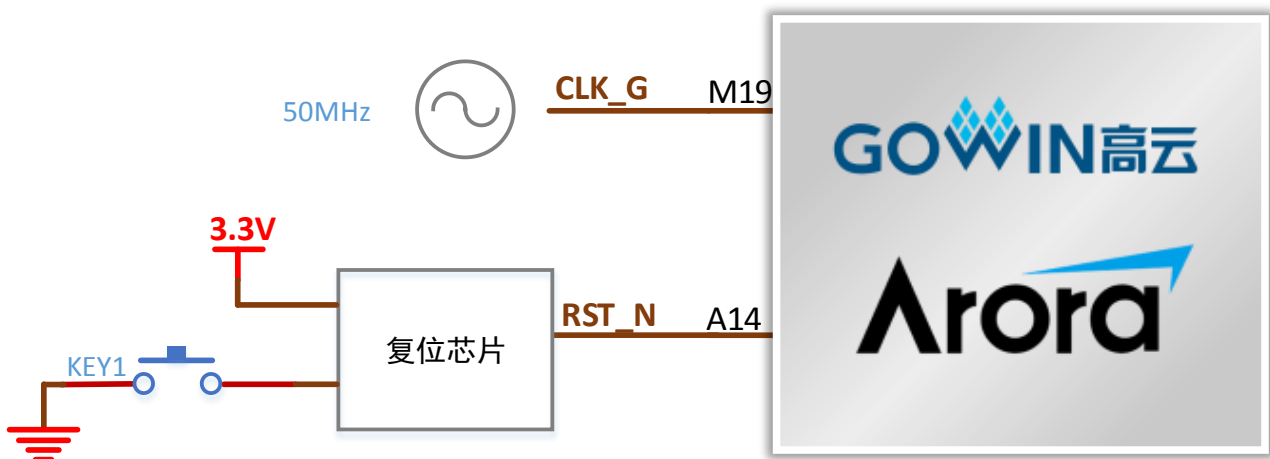 50MHz
CLK_G
M19
GOWIN高云
3.3V
RST_N
A14
Arora
复位芯片
KEY1